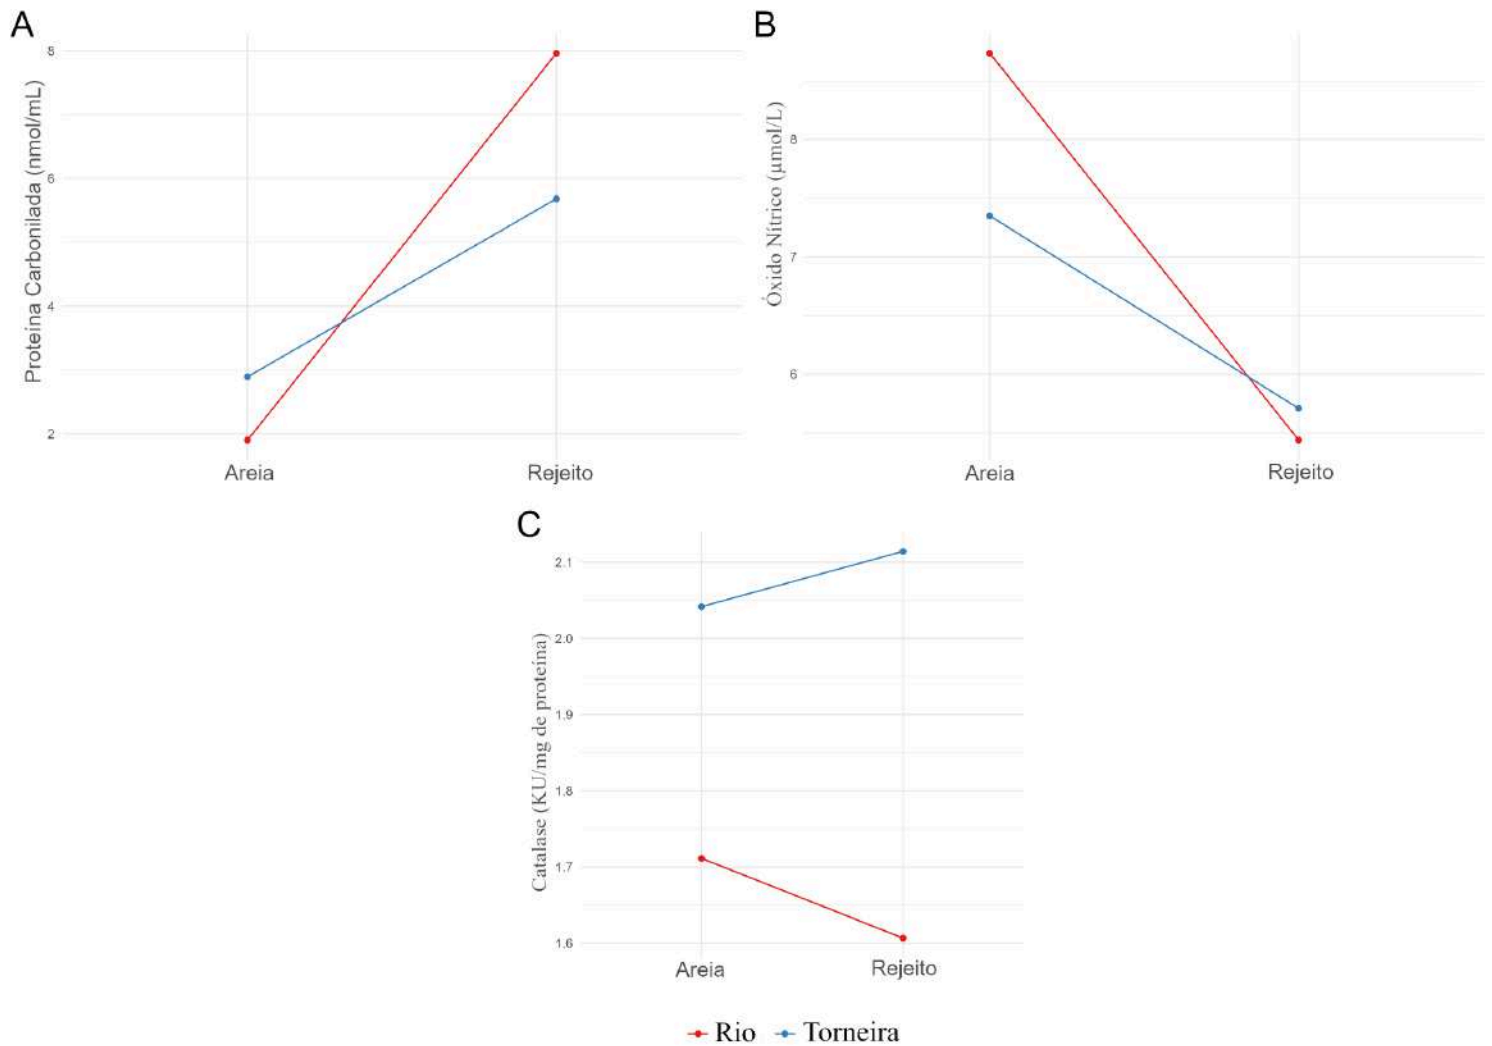 A
Proteína Carbonilada (nmol/mL)
8
6
4
2
Areia Rejeito
B
Óxido Nítrico (µmol/L)
8
7
6
Areia Rejeito
C
Catalase (KU/mg de proteína)
2.1
2.0
1.9
1.8
1.7
1.6
Areia Rejeito
Rio Torneira